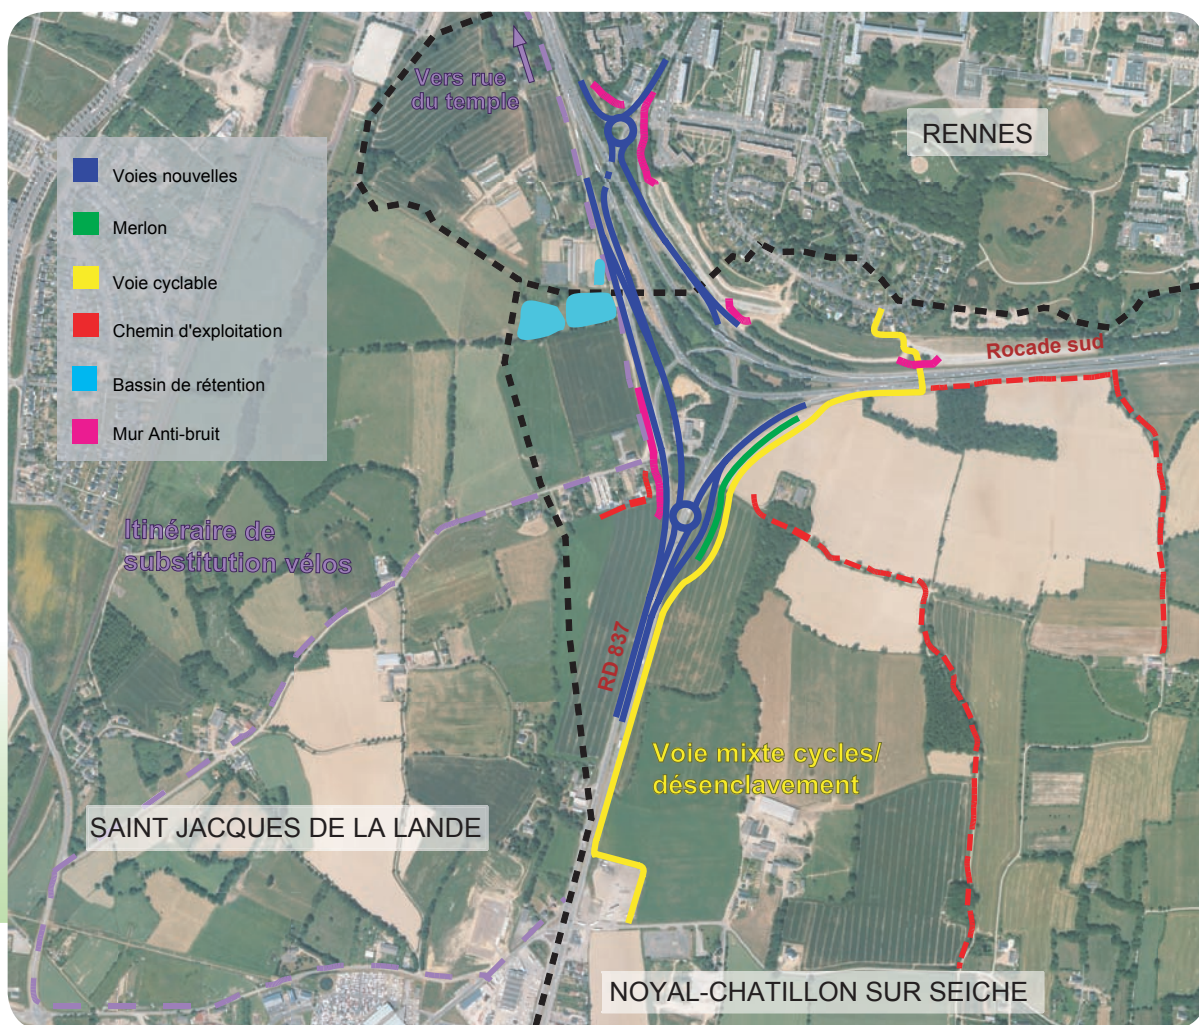 Vers rue
du temple
RENNES
Voies nouvelles
Merlon
Voie cyclable
Chemin d'exploitation
Bassin de rétention
Mur Anti-bruit
Rocade sud
Itinéraire de
substitution vélos
RD 837
Voie mixte cycles/
désenclavement
SAINT JACQUES DE LA LANDE
NOYAL-CHATILLON SUR SEICHE